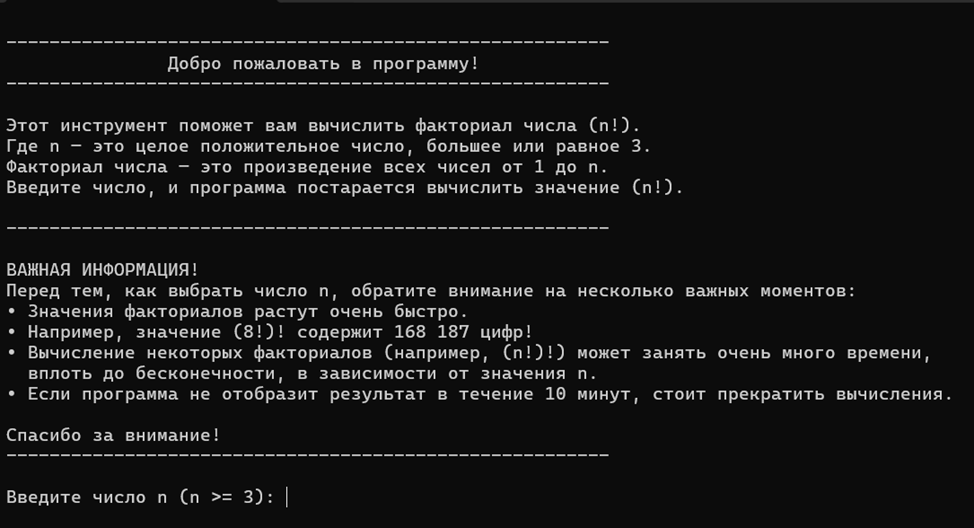 --------------------------------------------------------
Добро пожаловать в программу!
--------------------------------------------------------
Этот инструмент поможет вам вычислить факториал числа (n!).
Где n — это целое положительное число, большее или равное 3.
Факториал числа — это произведение всех чисел от 1 до n.
Введите число, и программа постарается вычислить значение (n!).
--------------------------------------------------------
ВАЖНАЯ ИНФОРМАЦИЯ!
Перед тем, как выбрать число n, обратите внимание на несколько важных моментов:
• Значения факториалов растут очень быстро.
• Например, значение (8!)! содержит 168 187 цифр!
• Вычисление некоторых факториалов (например, (n!)!) может занять очень много времени,
вплоть до бесконечности, в зависимости от значения n.
• Если программа не отобразит результат в течение 10 минут, стоит прекратить вычисления.
Спасибо за внимание!
--------------------------------------------------------
Введите число n (n >= 3):